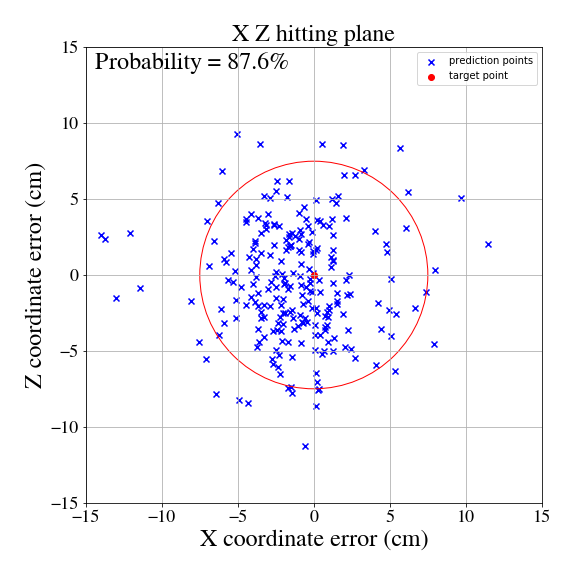 X Z hitting plane
Probability = 87.6%
prediction points
target point
15
10
5
0
−5
−10
−15
Z coordinate error (cm)
−15
−10
−5
0
5
10
15
X coordinate error (cm)